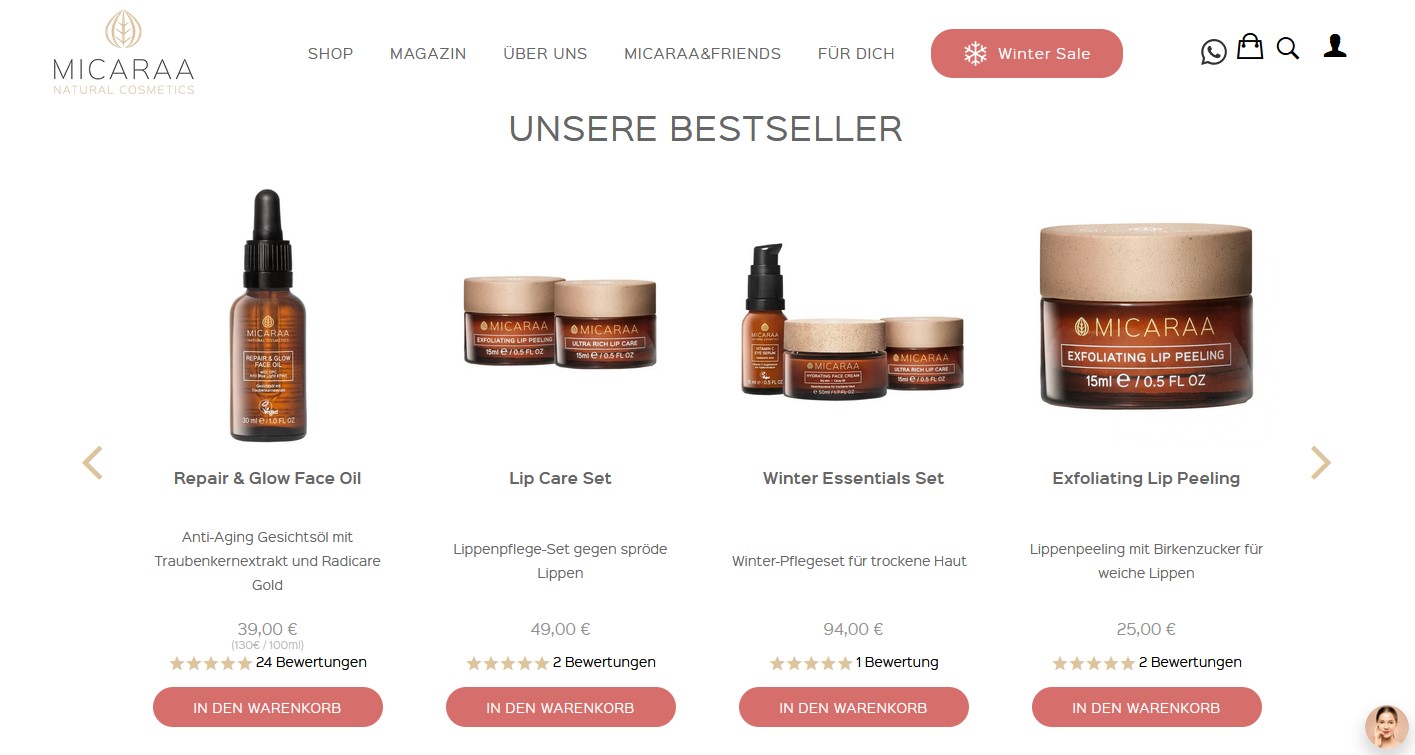 MICARAA
NATURAL COSMETICS
SHOP
MAGAZIN
ÜBER UNS
MICARAA&FRIENDS
FÜR DICH
Winter Sale
UNSERE BESTSELLER
MICARAA
NATURAL COSMETICS
REPAIR & GLOW
FACE OIL
Vegan
30 ml e / 1.0 FL OZ
MICARAA
EXFOLIATING LIP PEELING
15ml e / 0.5 FL OZ
MICARAA
ULTRA RICH LIP CARE
15ml e / 0.5 FL OZ
MICARAA
VITAMIN C
EYE SERUM
MICARAA
HYDRATING FACE CREAM
MICARAA
ULTRA RICH LIP CARE
15ml e / 0.5 FL OZ
MICARAA
EXFOLIATING LIP PEELING
15ml e / 0.5 FL OZ
Repair & Glow Face Oil
Anti-Aging Gesichtsöl mit
Traubenkernextrakt und Radicare
Gold
39,00 €
(130€ / 100ml)
24 Bewertungen
IN DEN WARENKORB
Lip Care Set
Lippenpflege-Set gegen spröde
Lippen
49,00 €
2 Bewertungen
IN DEN WARENKORB
Winter Essentials Set
Winter-Pflegeset für trockene Haut
94,00 €
1 Bewertung
IN DEN WARENKORB
Exfoliating Lip Peeling
Lippenpeeling mit Birkenzucker für
weiche Lippen
25,00 €
2 Bewertungen
IN DEN WARENKORB